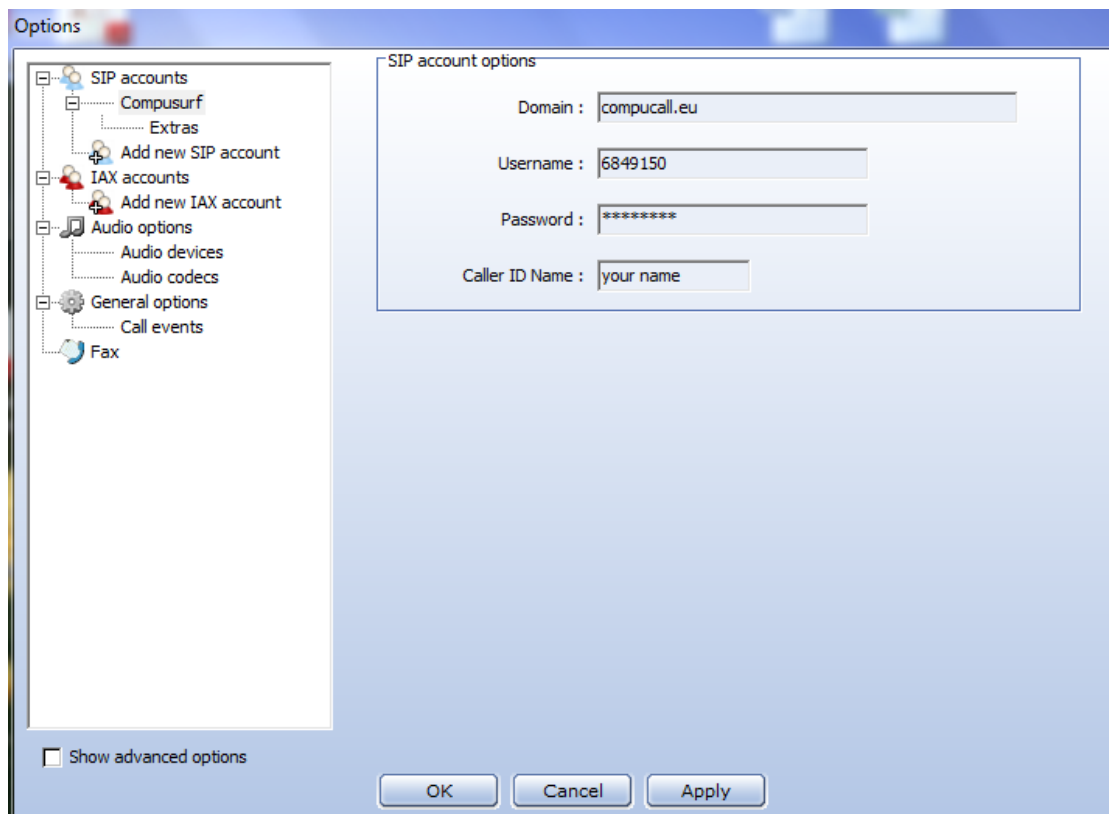 Options
SIP accounts
Compusurf
Extras
Add new SIP account
IAX accounts
Add new IAX account
Audio options
Audio devices
Audio codecs
General options
Call events
Fax
Show advanced options
SIP account options
Domain : compucall.eu
Username : 6849150
Password : ********
Caller ID Name : your name
OK Cancel Apply